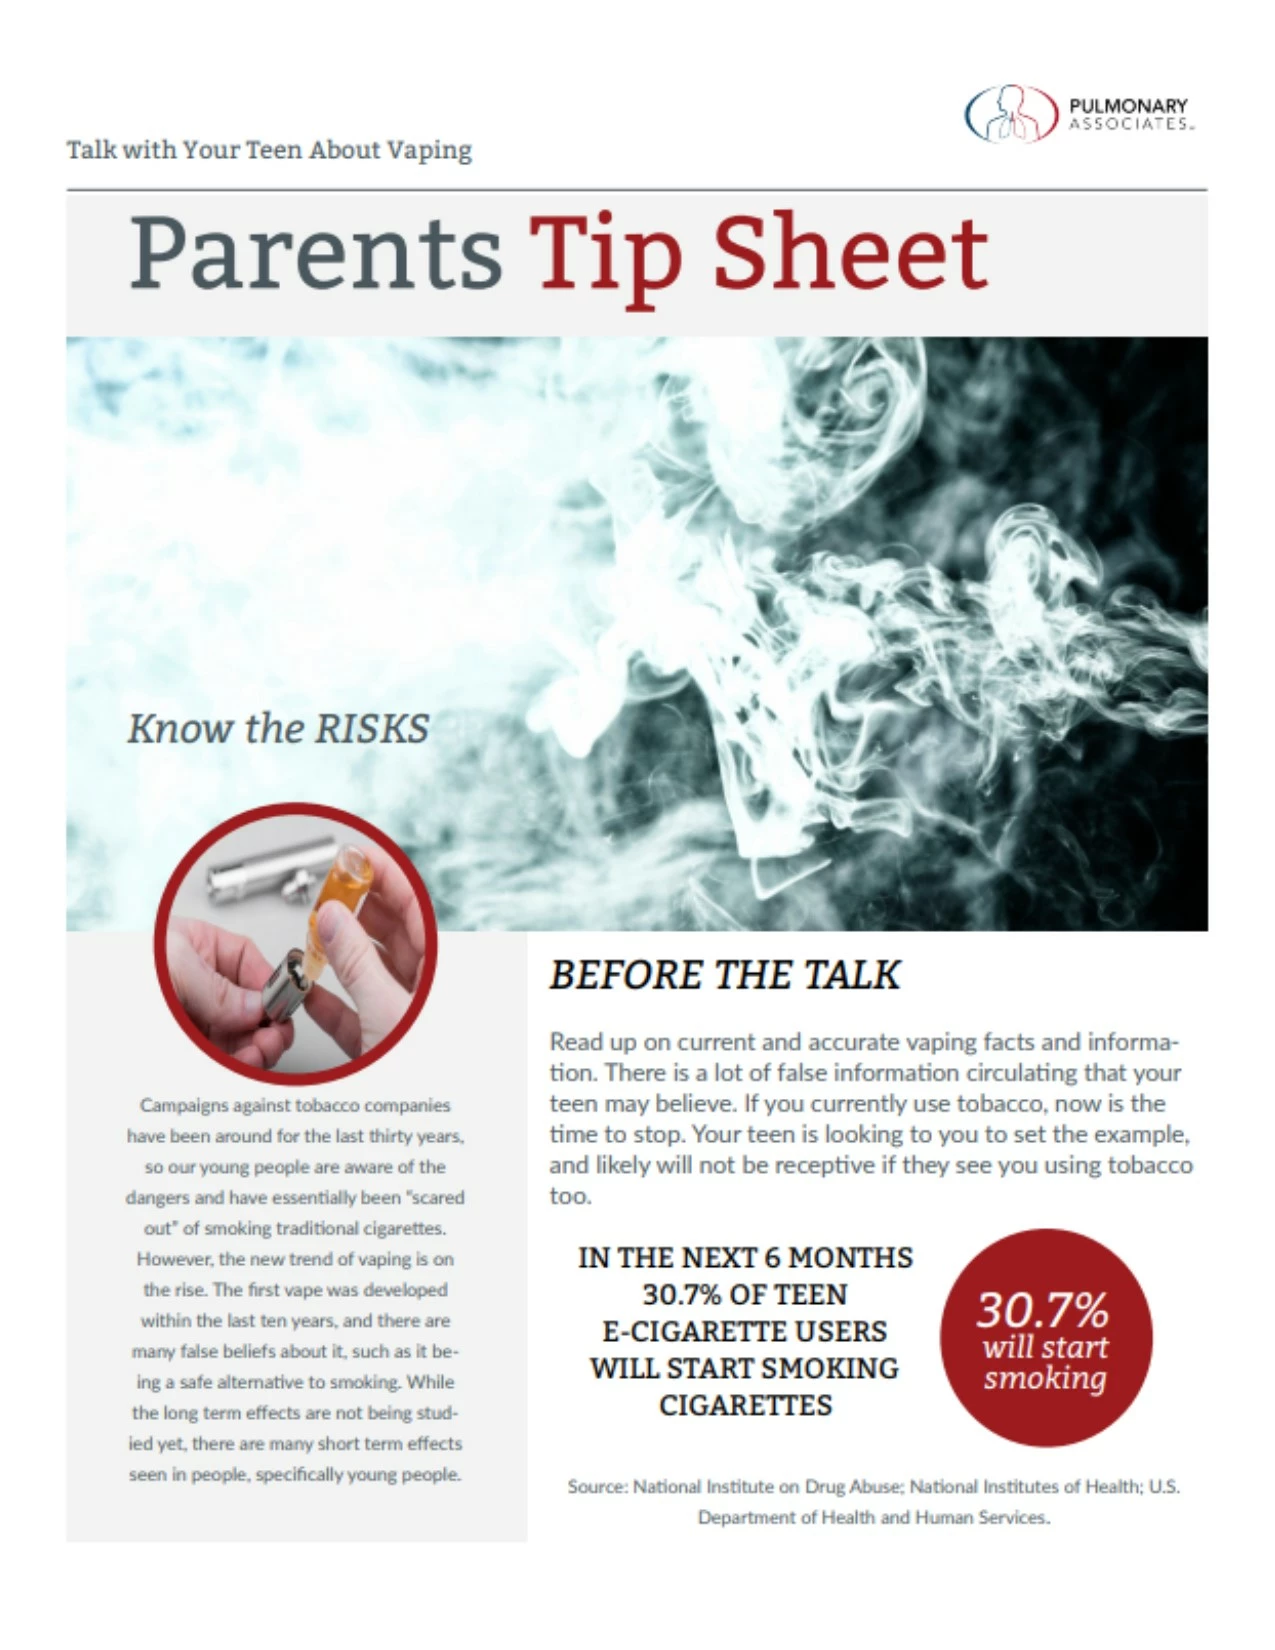 PULMONARY
ASSOCIATES
Talk with Your Teen About Vaping
Parents Tip Sheet
Know the RISKS
Campaigns against tobacco companies
have been around for the last thirty years,
so our young people are aware of the
dangers and have essentially been "scared
out" of smoking traditional cigarettes.
However, the new trend of vaping is on
the rise. The first vape was developed
within the last ten years, and there are
many false beliefs about it, such as it be-
ing a safe alternative to smoking. While
the long term effects are not being stud-
ied yet, there are many short term effects
seen in people, specifically young people.
BEFORE THE TALK
Read up on current and accurate vaping facts and informa-
tion. There is a lot of false information circulating that your
teen may believe. If you currently use tobacco, now is the
time to stop. Your teen is looking to you to set the example,
and likely will not be receptive if they see you using tobacco
too.
IN THE NEXT 6 MONTHS
30.7% OF TEEN
E-CIGARETTE USERS
WILL START SMOKING
CIGARETTES
30.7%
will start
smoking
Source: National Institute on Drug Abuse; National Institutes of Health; U.S.
Department of Health and Human Services.